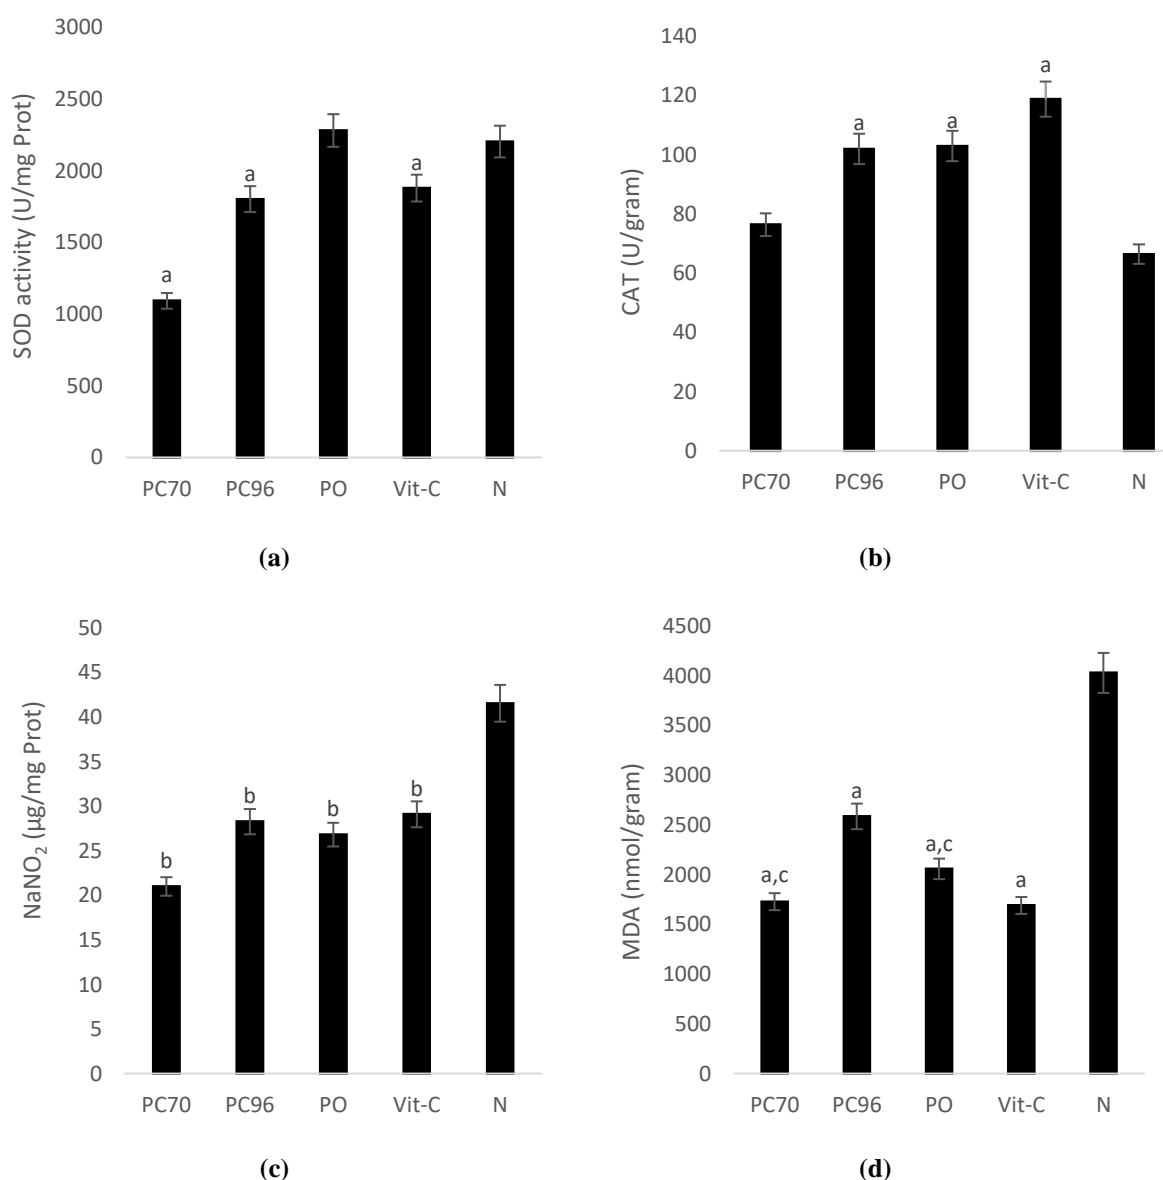 SOD activity (U/mg Prot)
3000
2500
2000
1500
1000
500
0
a
a
a
PC70 PC96 PO Vit-C N
(a)
CAT (U/gram)
140
120
100
80
60
40
20
0
a
a
a
PC70 PC96 PO Vit-C N
(b)
NaNO₂ (µg/mg Prot)
50
45
40
35
30
25
20
15
10
5
0
b
b
b
b
PC70 PC96 PO Vit-C N
(c)
MDA (nmol/gram)
4500
4000
3500
3000
2500
2000
1500
1000
500
0
a,c
a
a,c
a
PC70 PC96 PO Vit-C N
(d)